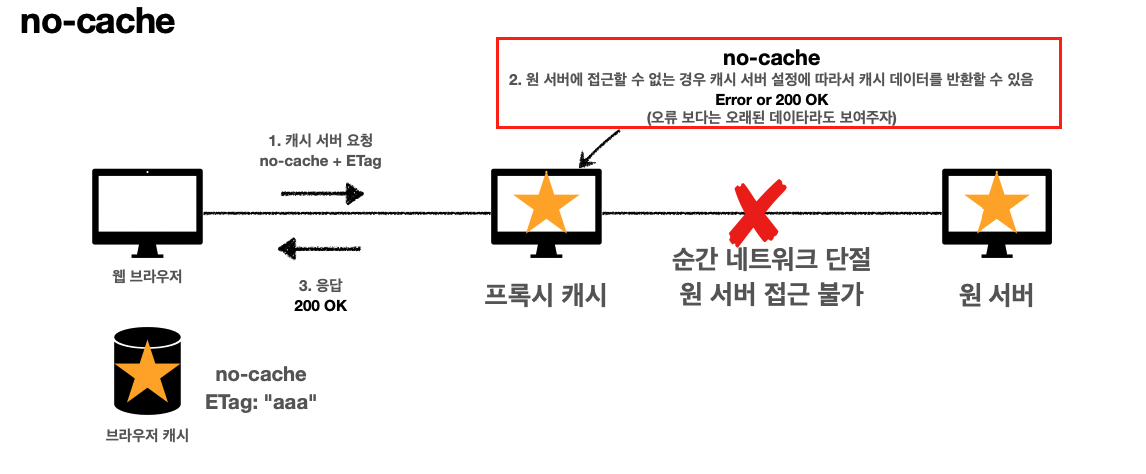 no-cache
no-cache
2. 원 서버에 접근할 수 없는 경우 캐시 서버 설정에 따라서 캐시 데이터를 반환할 수 있음
Error or 200 OK
(오류 보다는 오래된 데이타라도 보여주자)
1. 캐시 서버 요청
no-cache + ETag
웹 브라우저
3. 응답
200 OK
프록시 캐시
순간 네트워크 단절
원 서버 접근 불가
원 서버
no-cache
ETag: "aaa"
브라우저 캐시